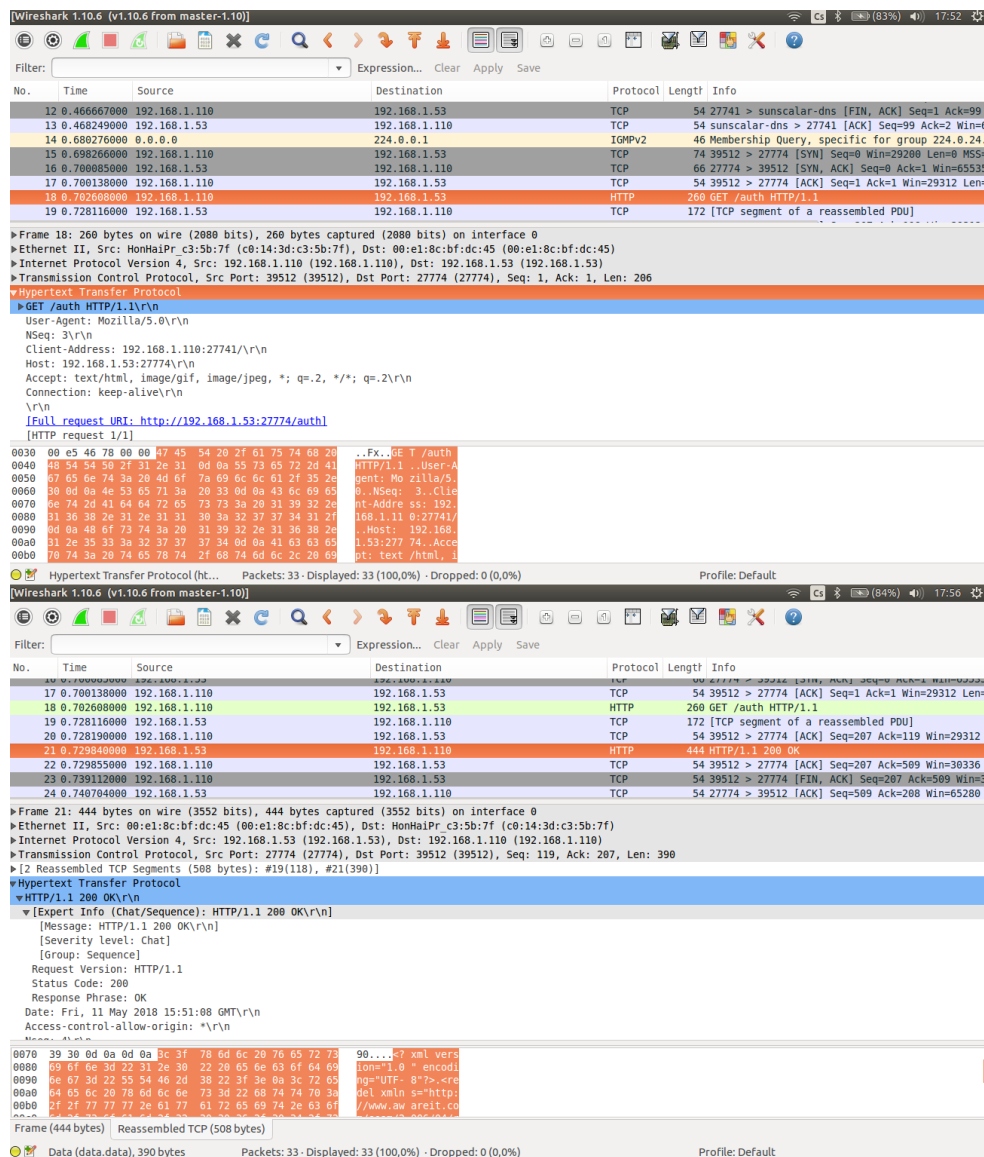 [Wireshark 1.10.6 (v1.10.6 from master-1.10)] Cs (83%) 17:52
Filter: Expression... Clear Apply Save
No. Time Source Destination Protocol Length Info
12 0.466667000 192.168.1.110 192.168.1.53 TCP 54 27741 > sunscalar-dns [FIN, ACK] Seq=1 Ack=99
13 0.468249000 192.168.1.53 192.168.1.110 TCP 54 sunscalar-dns > 27741 [ACK] Seq=99 Ack=2 Win=6
14 0.680276000 0.0.0.0 224.0.0.1 IGMPv2 46 Membership Query, specific for group 224.0.24.
15 0.698266000 192.168.1.110 192.168.1.53 TCP 74 39512 > 27774 [SYN] Seq=0 Win=29200 Len=0 MSS=
16 0.700085000 192.168.1.53 192.168.1.110 TCP 66 27774 > 39512 [SYN, ACK] Seq=0 Ack=1 Win=65535
17 0.700138000 192.168.1.110 192.168.1.53 TCP 54 39512 > 27774 [ACK] Seq=1 Ack=1 Win=29312 Len=
18 0.702608000 192.168.1.110 192.168.1.53 HTTP 260 GET /auth HTTP/1.1
19 0.728116000 192.168.1.53 192.168.1.110 TCP 172 [TCP segment of a reassembled PDU]
Frame 18: 260 bytes on wire (2080 bits), 260 bytes captured (2080 bits) on interface 0
Ethernet II, Src: HonHaiPr_c3:5b:7f (c0:14:3d:c3:5b:7f), Dst: 00:e1:8c:bf:dc:45 (00:e1:8c:bf:dc:45)
Internet Protocol Version 4, Src: 192.168.1.110 (192.168.1.110), Dst: 192.168.1.53 (192.168.1.53)
Transmission Control Protocol, Src Port: 39512 (39512), Dst Port: 27774 (27774), Seq: 1, Ack: 1, Len: 206
Hypertext Transfer Protocol
GET /auth HTTP/1.1\r\n
User-Agent: Mozilla/5.0\r\n
NSeq: 3\r\n
Client-Address: 192.168.1.110:27741/\r\n
Host: 192.168.1.53:27774\r\n
Accept: text/html, image/gif, image/jpeg, *; q=.2, */*; q=.2\r\n
Connection: keep-alive\r\n
\r\n
[Full request URI: http://192.168.1.53:27774/auth]
[HTTP request 1/1]
0030 00 e5 46 78 00 00 47 45 54 20 2f 61 75 74 68 20 ..Fx..GE T /auth
0040 48 54 54 50 2f 31 2e 31 0d 0a 55 73 65 72 2d 41 HTTP/1.1 ..User-A
0050 67 65 6e 74 3a 20 4d 6f 7a 69 6c 6c 61 2f 35 2e gent: Mo zilla/5.
0060 30 0d 0a 4e 53 65 71 3a 20 33 0d 0a 43 6c 69 65 0..NSeq: 3..Clie
0070 6e 74 2d 41 64 64 72 65 73 73 3a 20 31 39 32 2e nt-Addre ss: 192.
0080 31 36 38 2e 31 2e 31 31 30 3a 32 37 37 34 31 2f 168.1.11 0:27741/
0090 0d 0a 48 6f 73 74 3a 20 31 39 32 2e 31 36 38 2e ..Host: 192.168.
00a0 31 2e 35 33 3a 32 37 37 37 34 0d 0a 41 63 63 65 1.53:277 74..Acce
00b0 70 74 3a 20 74 65 78 74 2f 68 74 6d 6c 2c 20 69 pt: text /html, i
Hypertext Transfer Protocol (ht... Packets: 33 · Displayed: 33 (100,0%) · Dropped: 0 (0,0%) Profile: Default
[Wireshark 1.10.6 (v1.10.6 from master-1.10)] Cs (84%) 17:56
Filter: Expression... Clear Apply Save
No. Time Source Destination Protocol Length Info
17 0.700138000 192.168.1.110 192.168.1.53 TCP 54 39512 > 27774 [ACK] Seq=1 Ack=1 Win=29312 Len=
18 0.702608000 192.168.1.110 192.168.1.53 HTTP 260 GET /auth HTTP/1.1
19 0.728116000 192.168.1.53 192.168.1.110 TCP 172 [TCP segment of a reassembled PDU]
20 0.728190000 192.168.1.110 192.168.1.53 TCP 54 39512 > 27774 [ACK] Seq=207 Ack=119 Win=29312
21 0.729840000 192.168.1.53 192.168.1.110 HTTP 444 HTTP/1.1 200 OK
22 0.729855000 192.168.1.110 192.168.1.53 TCP 54 39512 > 27774 [ACK] Seq=207 Ack=509 Win=30336
23 0.739112000 192.168.1.110 192.168.1.53 TCP 54 39512 > 27774 [FIN, ACK] Seq=207 Ack=509 Win=3
24 0.740704000 192.168.1.53 192.168.1.110 TCP 54 27774 > 39512 [ACK] Seq=509 Ack=208 Win=65280
Frame 21: 444 bytes on wire (3552 bits), 444 bytes captured (3552 bits) on interface 0
Ethernet II, Src: 00:e1:8c:bf:dc:45 (00:e1:8c:bf:dc:45), Dst: HonHaiPr_c3:5b:7f (c0:14:3d:c3:5b:7f)
Internet Protocol Version 4, Src: 192.168.1.53 (192.168.1.53), Dst: 192.168.1.110 (192.168.1.110)
Transmission Control Protocol, Src Port: 27774 (27774), Dst Port: 39512 (39512), Seq: 119, Ack: 207, Len: 390
[2 Reassembled TCP Segments (508 bytes): #19(118), #21(390)]
Hypertext Transfer Protocol
HTTP/1.1 200 OK\r\n
[Expert Info (Chat/Sequence): HTTP/1.1 200 OK\r\n]
[Message: HTTP/1.1 200 OK\r\n]
[Severity level: Chat]
[Group: Sequence]
Request Version: HTTP/1.1
Status Code: 200
Response Phrase: OK
Date: Fri, 11 May 2018 15:51:08 GMT\r\n
Access-control-allow-origin: *\r\n
0070 39 30 0d 0a 0d 0a 3c 3f 78 6d 6c 20 76 65 72 73 90....<? xml vers
0080 69 6f 6e 3d 22 31 2e 30 22 20 65 6e 63 6f 64 69 ion="1.0 " encodi
0090 6e 67 3d 22 55 54 46 2d 38 22 3f 3e 0a 3c 72 65 ng="UTF- 8"?>.<re
00a0 64 65 6c 20 78 6d 6c 6e 73 3d 22 68 74 74 70 3a del xmln s="http:
00b0 2f 2f 77 77 77 2e 61 77 61 72 65 69 74 2e 63 6f //www.aw areit.co
Frame (444 bytes) Reassembled TCP (508 bytes)
Data (data.data), 390 bytes Packets: 33 · Displayed: 33 (100,0%) · Dropped: 0 (0,0%) Profile: Default